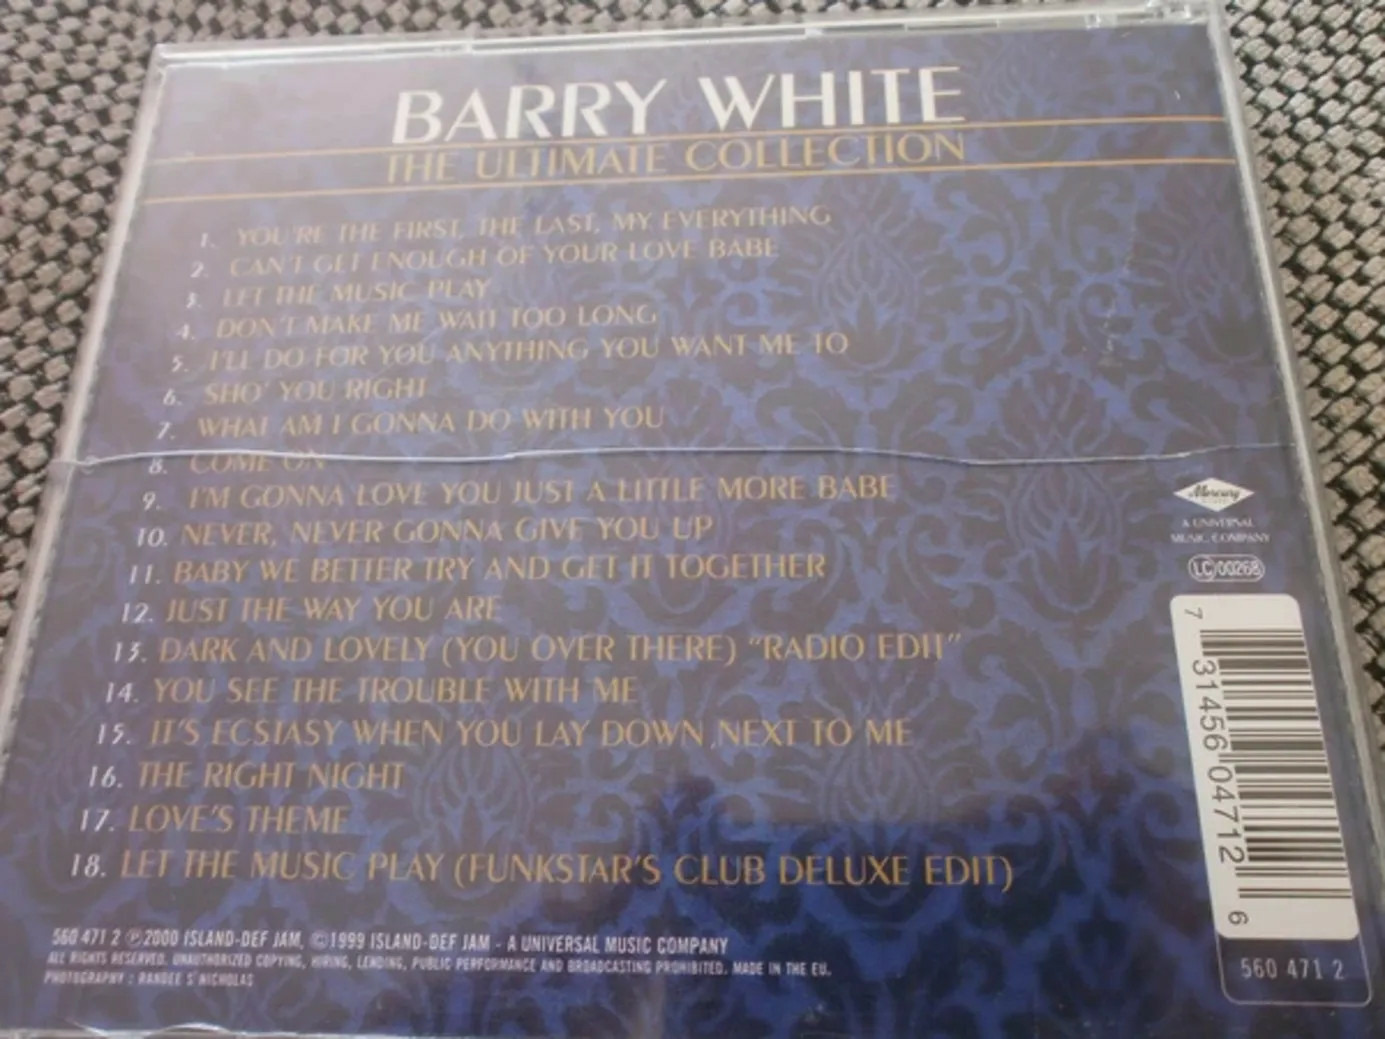 BARRY WHITE
THE ULTIMATE COLLECTION
1. YOU'RE THE FIRST, THE LAST, MY EVERYTHING
2. CAN'T GET ENOUGH OF YOUR LOVE BABE
3. LET THE MUSIC PLAY
4. DON'T MAKE ME WAIT TOO LONG
5. I'LL DO FOR YOU ANYTHING YOU WANT ME TO
6. SHO' YOU RIGHT
7. WHAT AM I GONNA DO WITH YOU
8. COME ON
9. I'M GONNA LOVE YOU JUST A LITTLE MORE BABE
10. NEVER, NEVER GONNA GIVE YOU UP
11. BABY WE BETTER TRY AND GET IT TOGETHER
12. JUST THE WAY YOU ARE
13. DARK AND LOVELY (YOU OVER THERE) "RADIO EDIT"
14. YOU SEE THE TROUBLE WITH ME
15. IT'S ECSTASY WHEN YOU LAY DOWN NEXT TO ME
16. THE RIGHT NIGHT
17. LOVE'S THEME
18. LET THE MUSIC PLAY (FUNKSTAR'S CLUB DELUXE EDIT)
Mercury
A UNIVERSAL
MUSIC COMPANY
LC 00268
7 31456 04712 6
560 471 2
560 471 2 ℗2000 ISLAND-DEF JAM, ©1999 ISLAND-DEF JAM - A UNIVERSAL MUSIC COMPANY
ALL RIGHTS RESERVED. UNAUTHORIZED COPYING, HIRING, LENDING, PUBLIC PERFORMANCE AND BROADCASTING PROHIBITED. MADE IN THE EU.
PHOTOGRAPHY : RANDEE S NICHOLAS